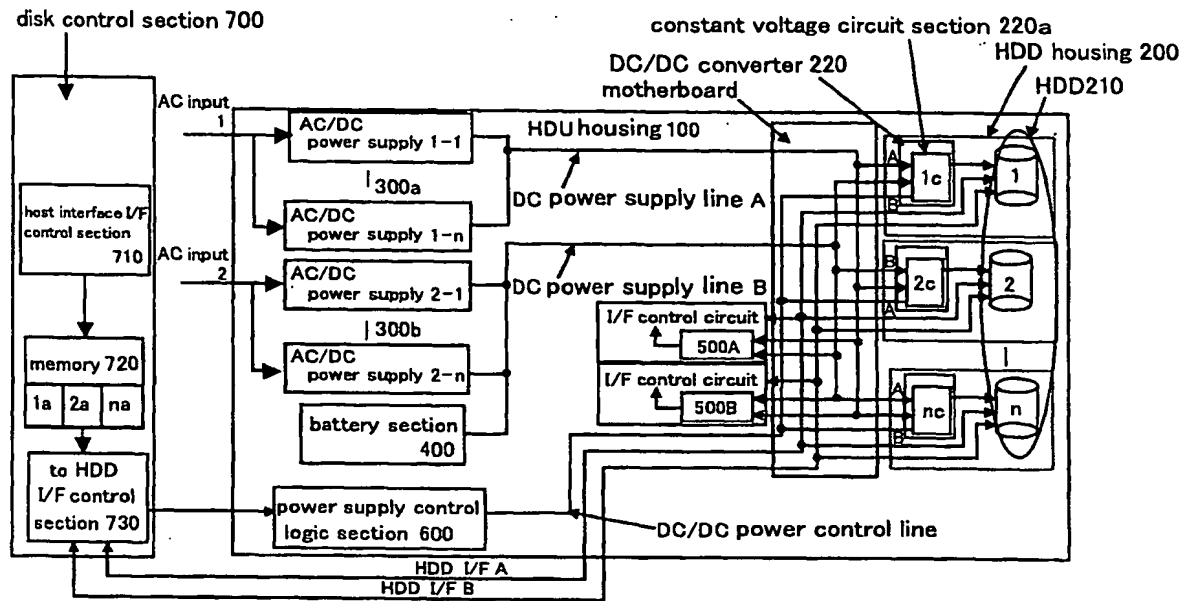 disk control section 700
constant voltage circuit section 220a
HDD housing 200
DC/DC converter 220
HDD210
motherboard
AC input
1
AC/DC
power supply 1-1
HDU housing 100
300a
DC power supply line A
AC/DC
power supply 1-n
host interface I/F
control section
710
AC input
2
AC/DC
power supply 2-1
DC power supply line B
300b
AC/DC
power supply 2-n
I/F control circuit
500A
I/F control circuit
500B
memory 720
1a
2a
na
battery section
400
to HDD
I/F control
section 730
power supply control
logic section 600
DC/DC power control line
HDD I/F A
HDD I/F B
A
1c
B
1
B
2c
A
2
A
nc
B
n